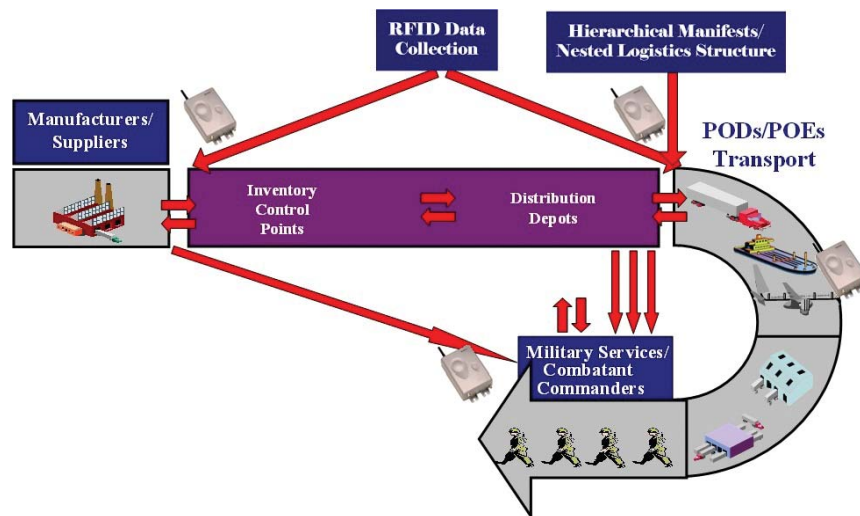 RFID Data
Collection
Hierarchical Manifests/
Nested Logistics Structure
Manufacturers/
Suppliers
PODs/POEs
Transport
Inventory
Control
Points
Distribution
Depots
Military Services/
Combatant
Commanders